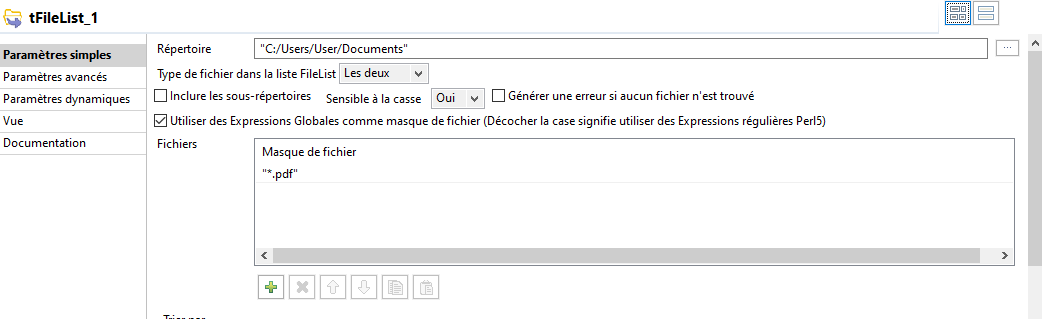 tFileList_1
Paramètres simples
Paramètres avancés
Paramètres dynamiques
Vue
Documentation
Répertoire "C:/Users/User/Documents" ...
Type de fichier dans la liste FileList Les deux
Inclure les sous-répertoires Sensible à la casse Oui Générer une erreur si aucun fichier n'est trouvé
Utiliser des Expressions Globales comme masque de fichier (Décocher la case signifie utiliser des Expressions régulières Perl5)
Fichiers
Masque de fichier
"*.pdf"
Trier par